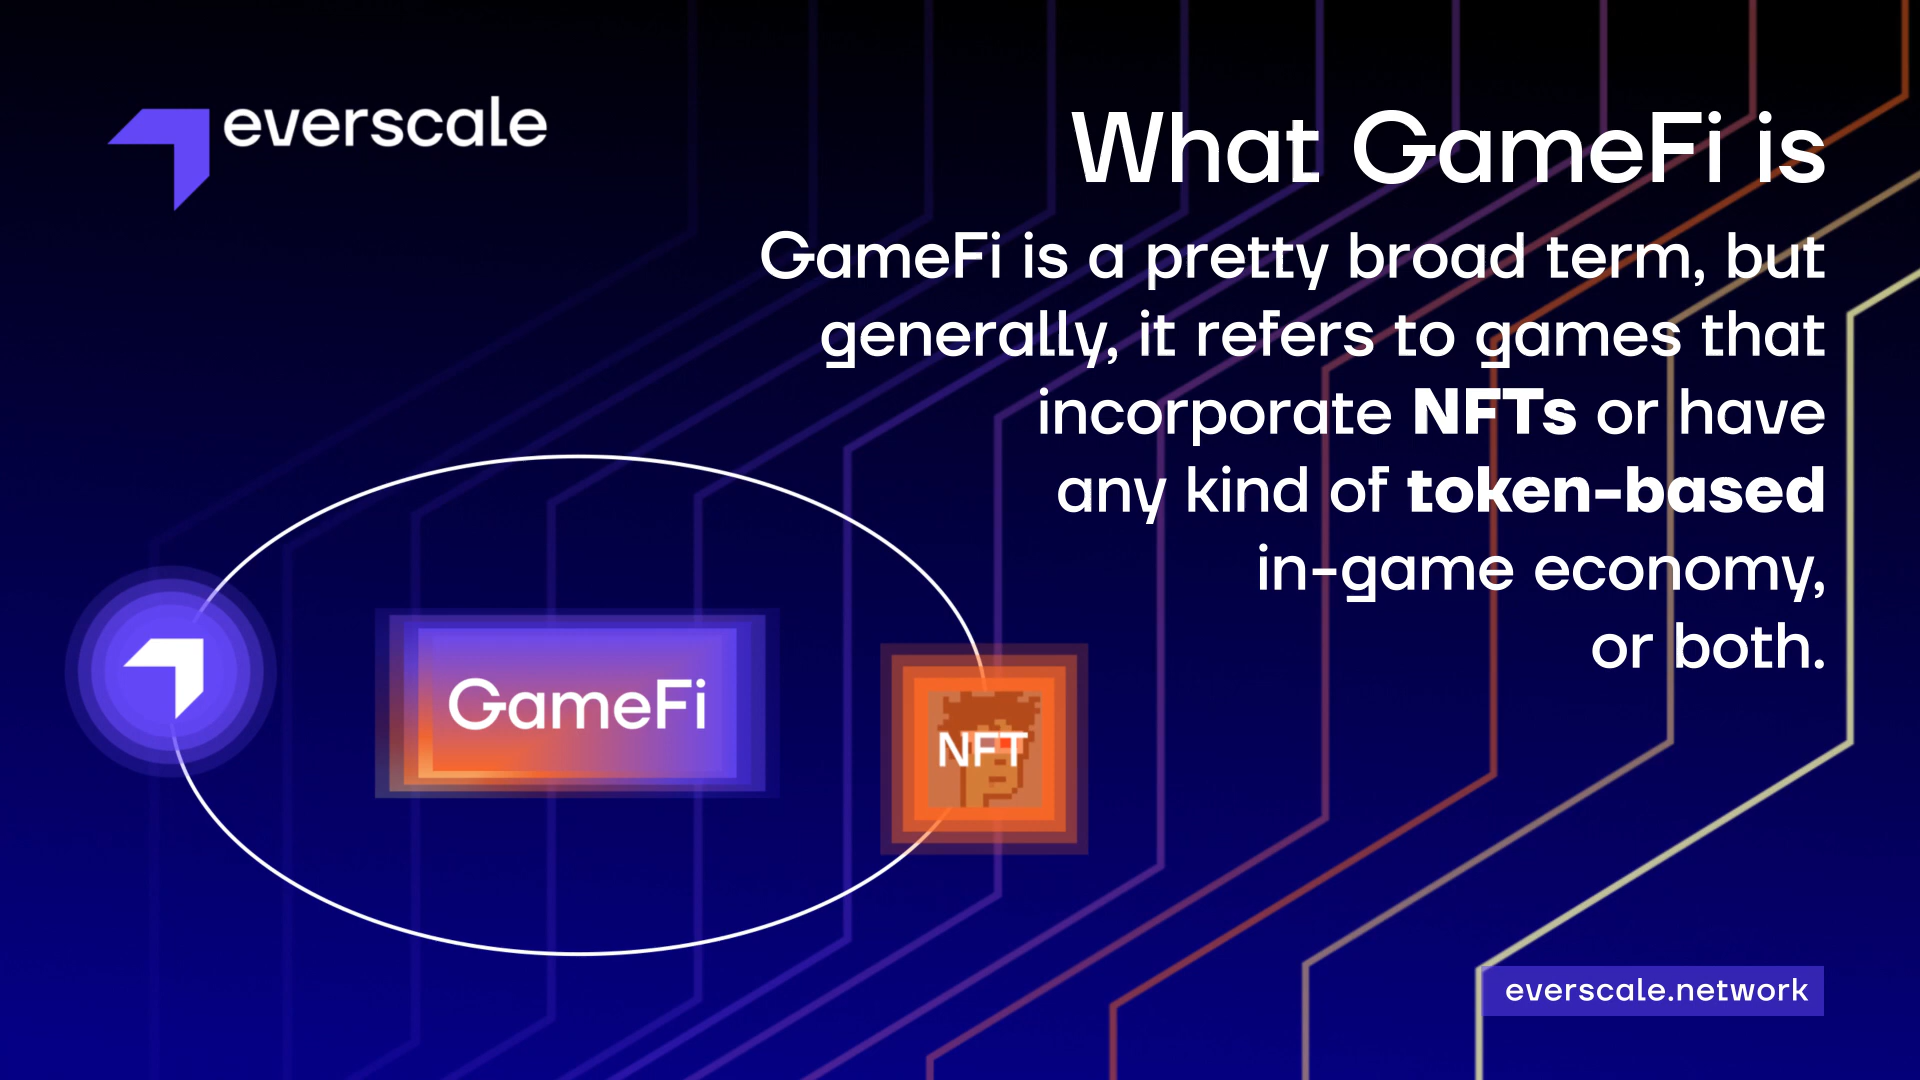 everscale
What GameFi is
GameFi is a pretty broad term, but
generally, it refers to games that
incorporate NFTs or have
any kind of token-based
in-game economy,
or both.
GameFi
NFT
everscale.network